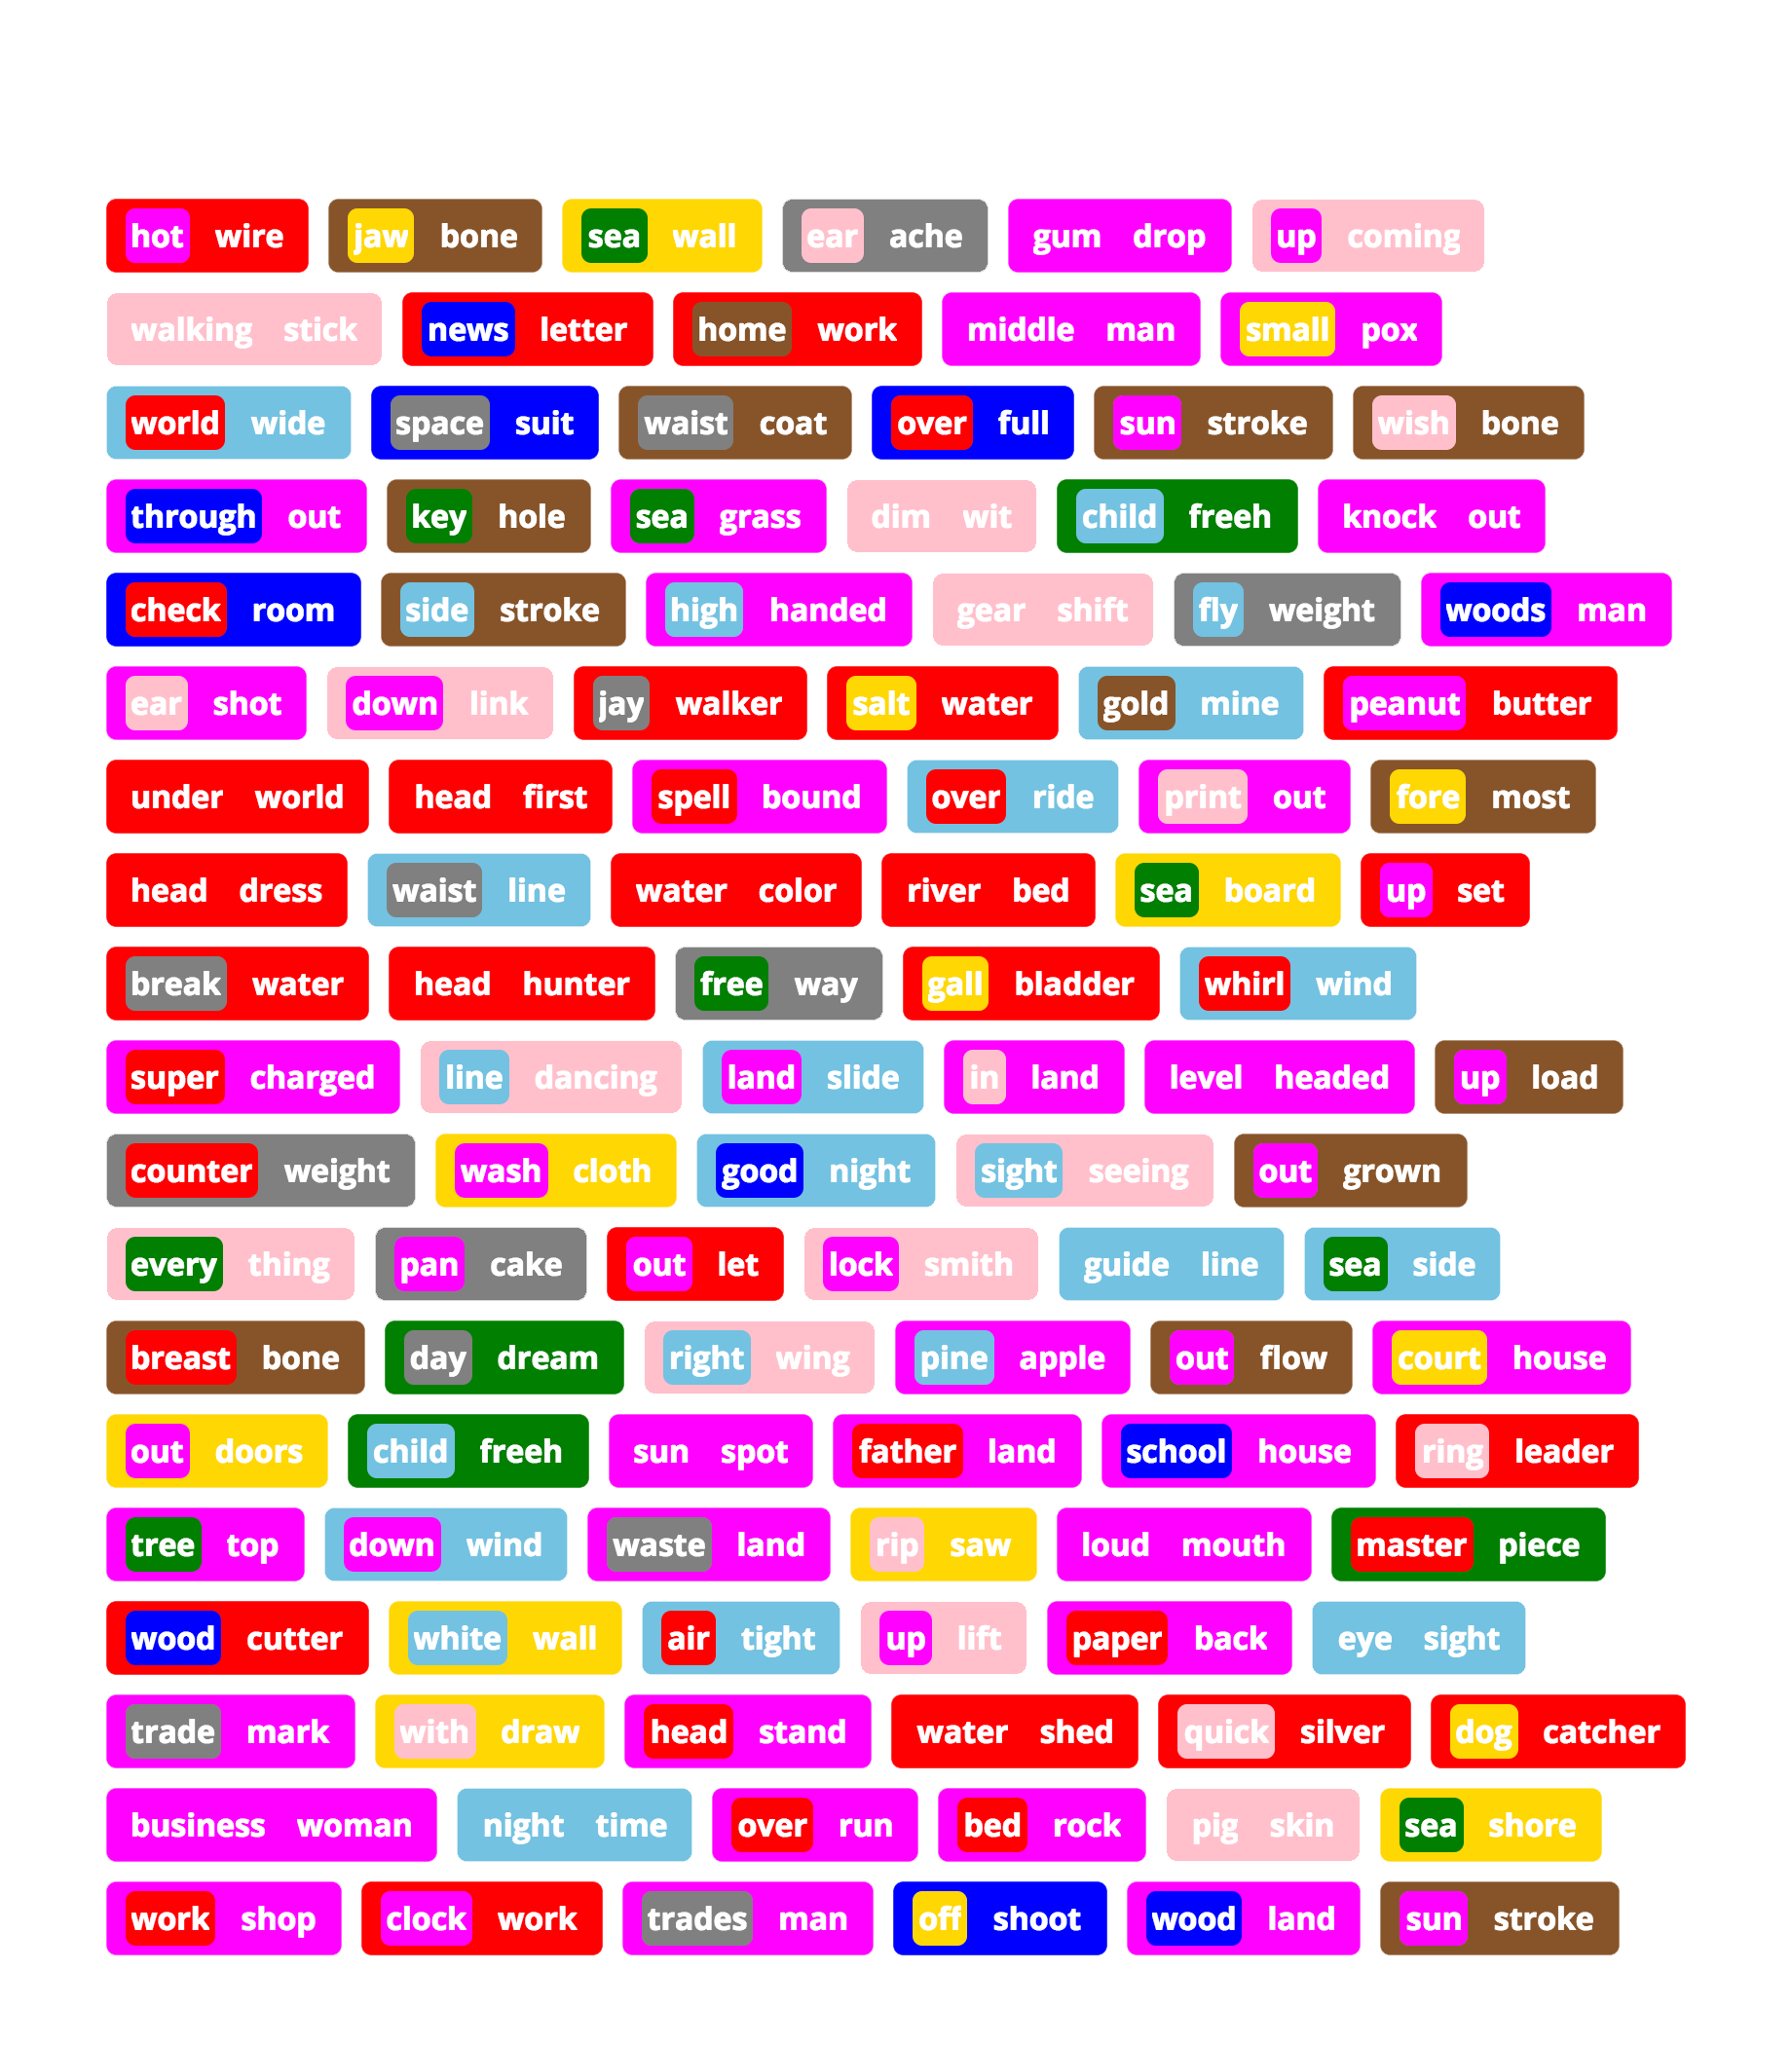 hot wire jaw bone sea wall ear ache gum drop up coming
walking stick news letter home work middle man small pox
world wide space suit waist coat over full sun stroke wish bone
through out key hole sea grass dim wit child freeh knock out
check room side stroke high handed gear shift fly weight woods man
ear shot down link jay walker salt water gold mine peanut butter
under world head first spell bound over ride print out fore most
head dress waist line water color river bed sea board up set
break water head hunter free way gall bladder whirl wind
super charged line dancing land slide in land level headed up load
counter weight wash cloth good night sight seeing out grown
every thing pan cake out let lock smith guide line sea side
breast bone day dream right wing pine apple out flow court house
out doors child freeh sun spot father land school house ring leader
tree top down wind waste land rip saw loud mouth master piece
wood cutter white wall air tight up lift paper back eye sight
trade mark with draw head stand water shed quick silver dog catcher
business woman night time over run bed rock pig skin sea shore
work shop clock work trades man off shoot wood land sun stroke